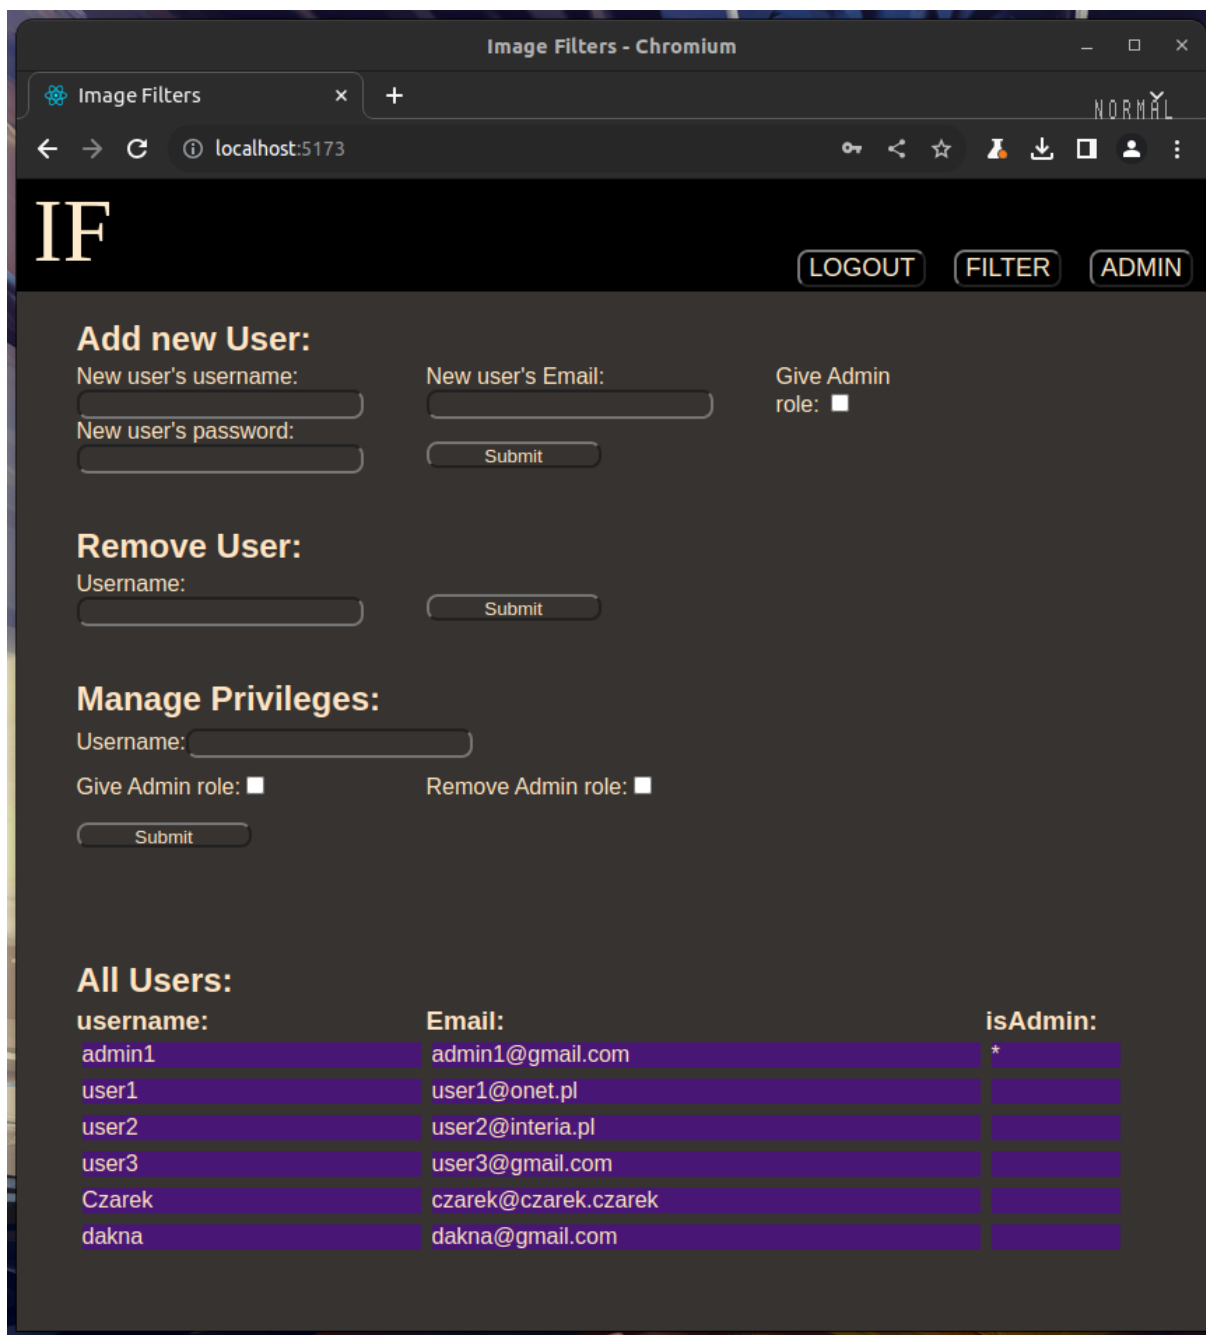 Image Filters - Chromium
Image Filters
NORMAL
localhost:5173
IF
LOGOUT FILTER ADMIN
Add new User:
New user's username: New user's Email: Give Admin
role:
New user's password:
Submit
Remove User:
Username:
Submit
Manage Privileges:
Username:
Give Admin role: Remove Admin role:
Submit
All Users:
username: Email: isAdmin:
admin1 admin1@gmail.com *
user1 user1@onet.pl
user2 user2@interia.pl
user3 user3@gmail.com
Czarek czarek@czarek.czarek
dakna dakna@gmail.com